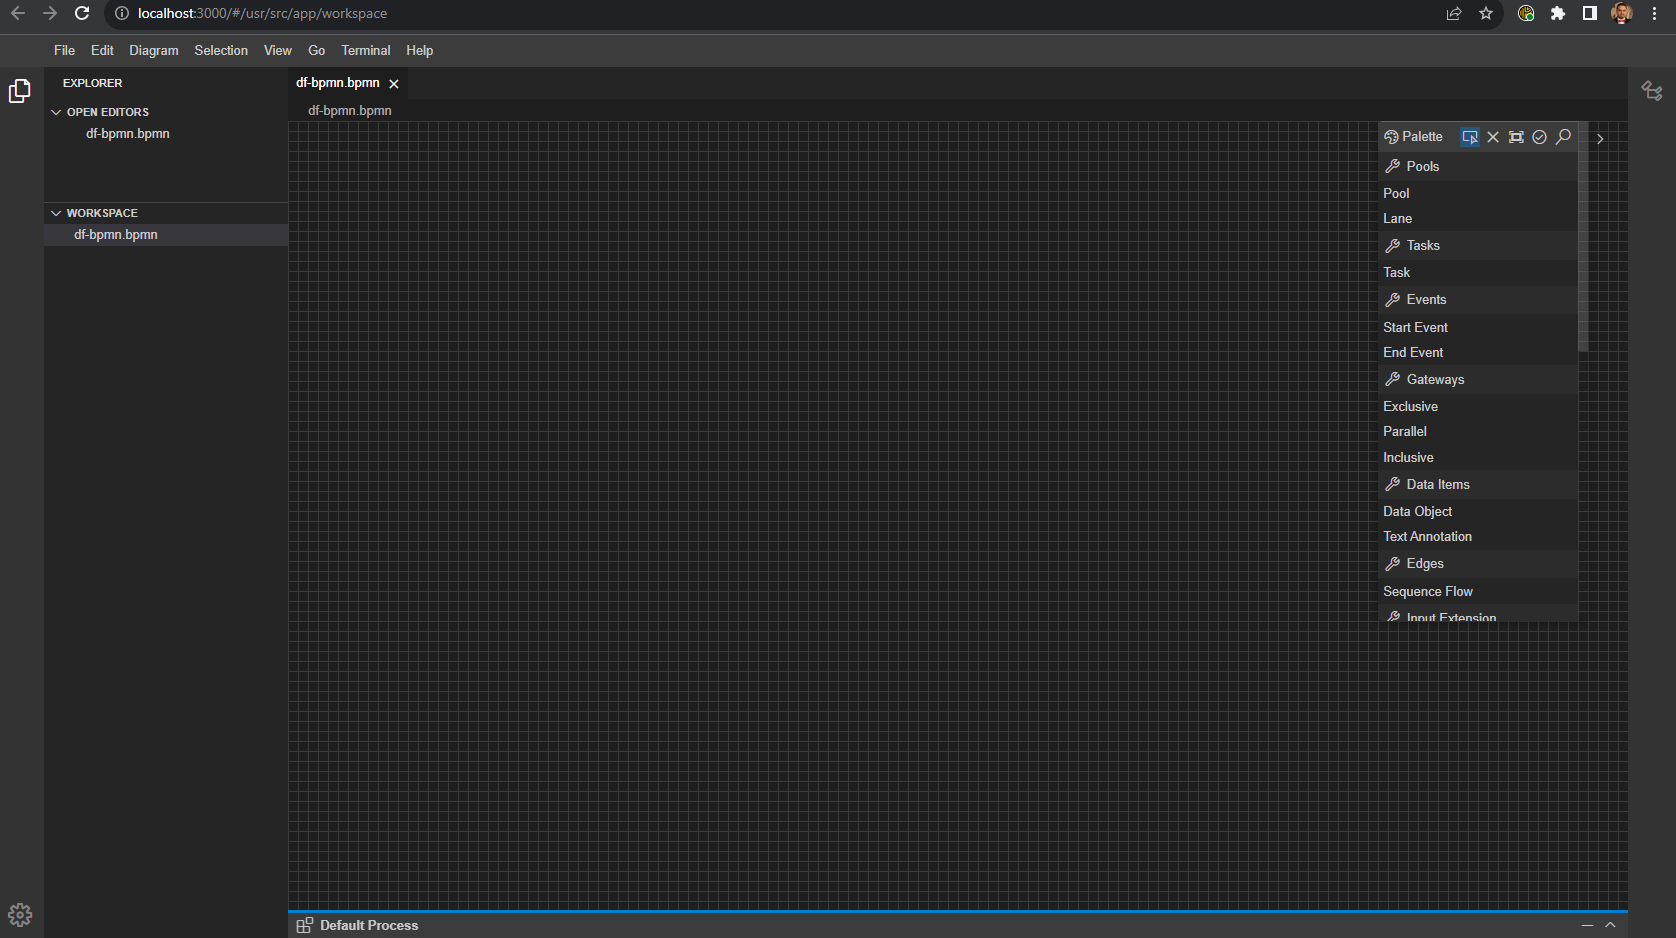 localhost:3000/#/usr/src/app/workspace
File Edit Diagram Selection View Go Terminal Help
EXPLORER
OPEN EDITORS
df-bpmn.bpmn
WORKSPACE
df-bpmn.bpmn
df-bpmn.bpmn
df-bpmn.bpmn
Palette
Pools
Pool
Lane
Tasks
Task
Events
Start Event
End Event
Gateways
Exclusive
Parallel
Inclusive
Data Items
Data Object
Text Annotation
Edges
Sequence Flow
Input Extension
Default Process